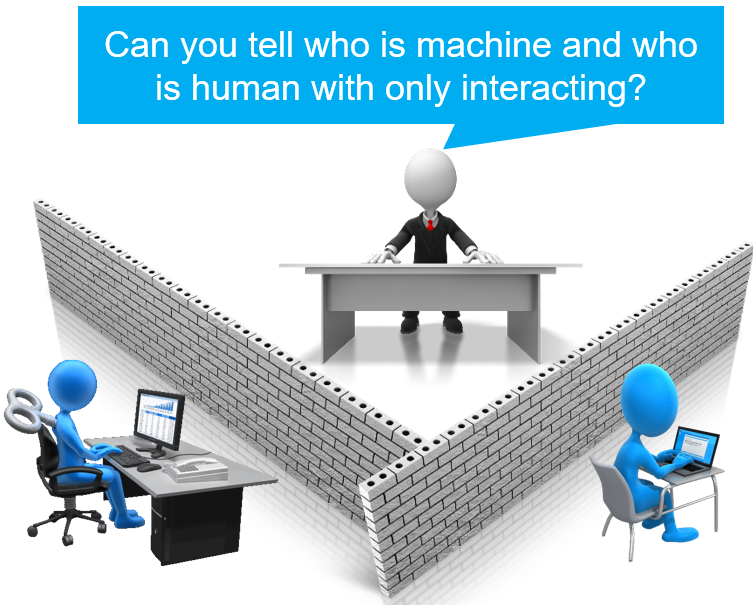 Can you tell who is machine and who
is human with only interacting?